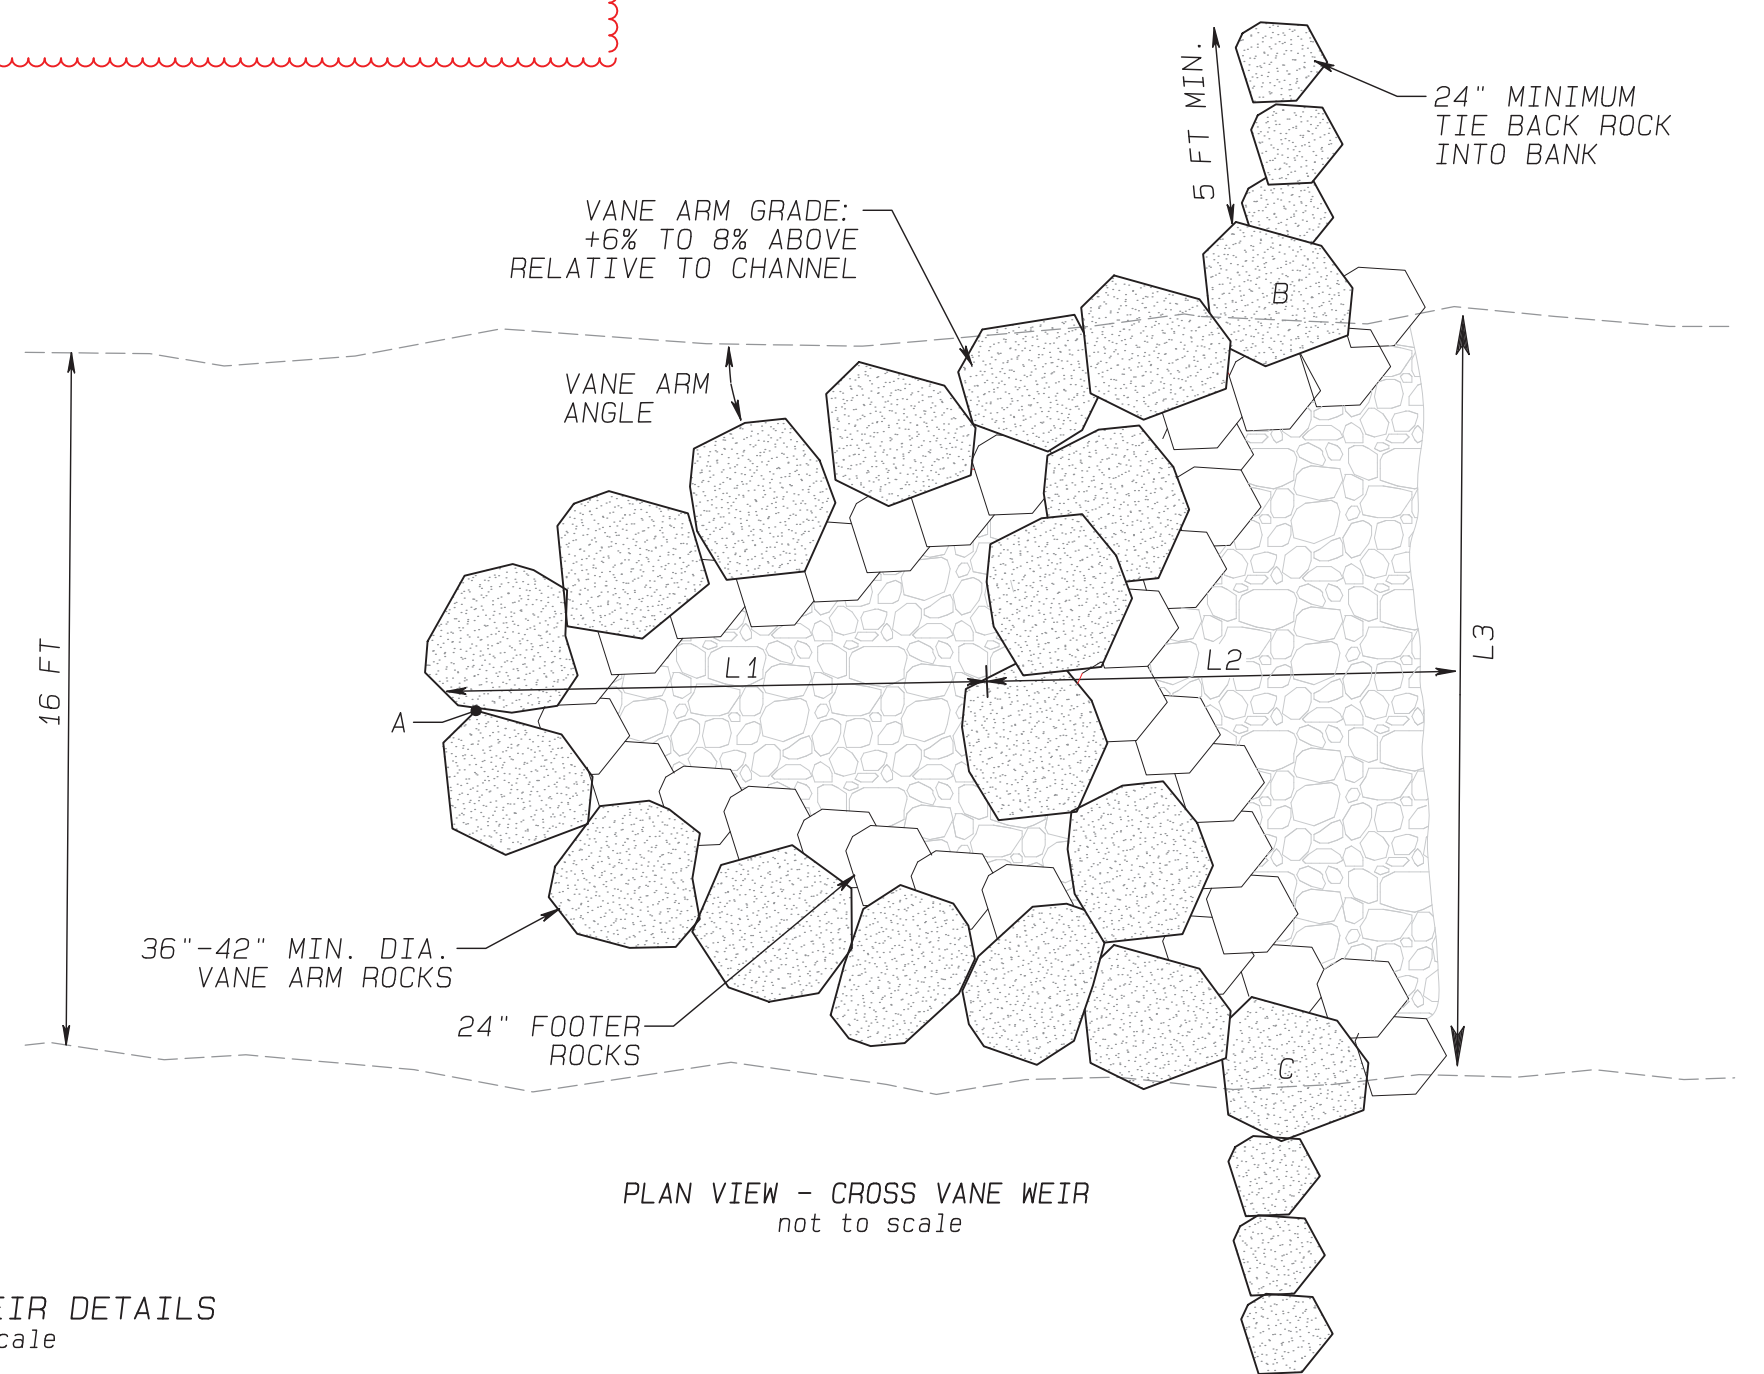 5 FT MIN.
24" MINIMUM
TIE BACK ROCK
INTO BANK
VANE ARM GRADE:
+6% TO 8% ABOVE
RELATIVE TO CHANNEL
B
VANE ARM
ANGLE
16 FT
L1
L2
L3
A
36"-42" MIN. DIA.
VANE ARM ROCKS
24" FOOTER
ROCKS
C
PLAN VIEW - CROSS VANE WEIR
not to scale
EIR DETAILS
cale